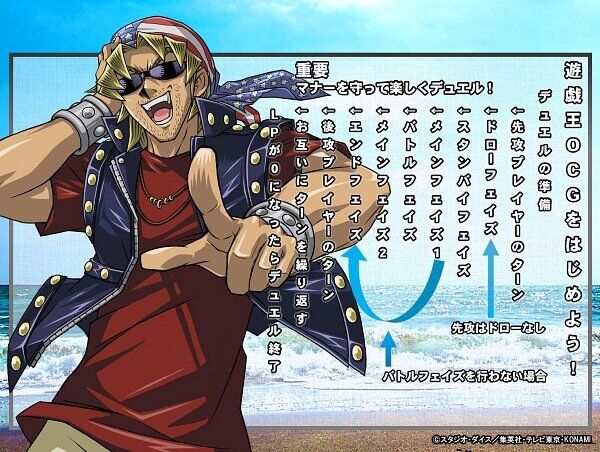 遊戯王OCGをはじめよう！
デュエルの準備
←先攻プレイヤーのターン
←ドローフェイズ
先攻はドローなし
←スタンバイフェイズ
←メインフェイズ1
←バトルフェイズ
←メインフェイズ2
←エンドフェイズ
バトルフェイズを行わない場合
←後攻プレイヤーのターン
←お互いにターンを繰り返す
LPが0になったらデュエル終了
重要
マナーを守って楽しくデュエル！
©スタジオ・ダイス／集英社・テレビ東京・KONAMI